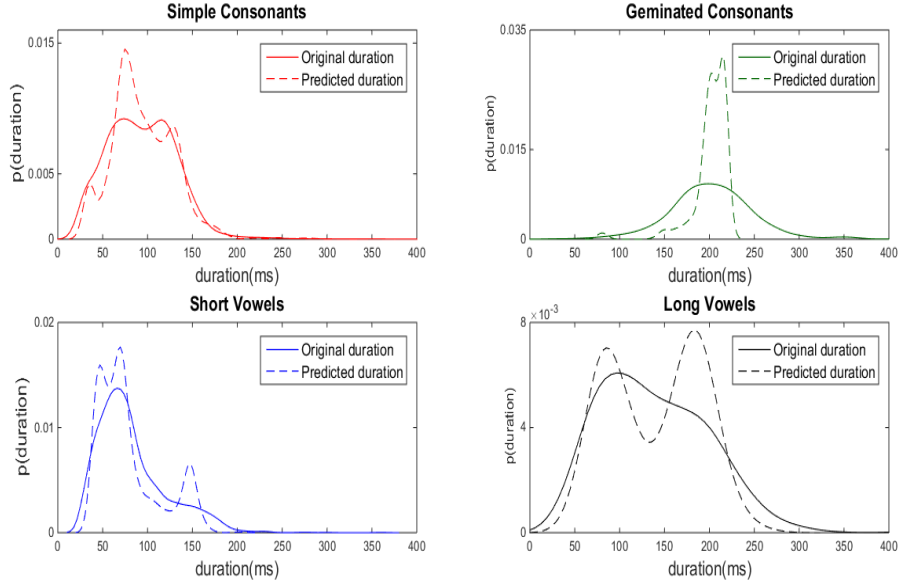 Simple Consonants
0.015
0.005
0
p(duration)
Original duration
Predicted duration
0 50 100 150 200 250 300 350 400
duration(ms)
Geminated Consonants
0.035
0.015
0
p(duration)
Original duration
Predicted duration
0 50 100 150 200 250 300 350 400
duration(ms)
Short Vowels
0.02
0.01
0
p(duration)
Original duration
Predicted duration
0 50 100 150 200 250 300 350 400
duration(ms)
Long Vowels
×10⁻³
8
4
0
p(duration)
Original duration
Predicted duration
0 50 100 150 200 250 300 350 400
duration(ms)